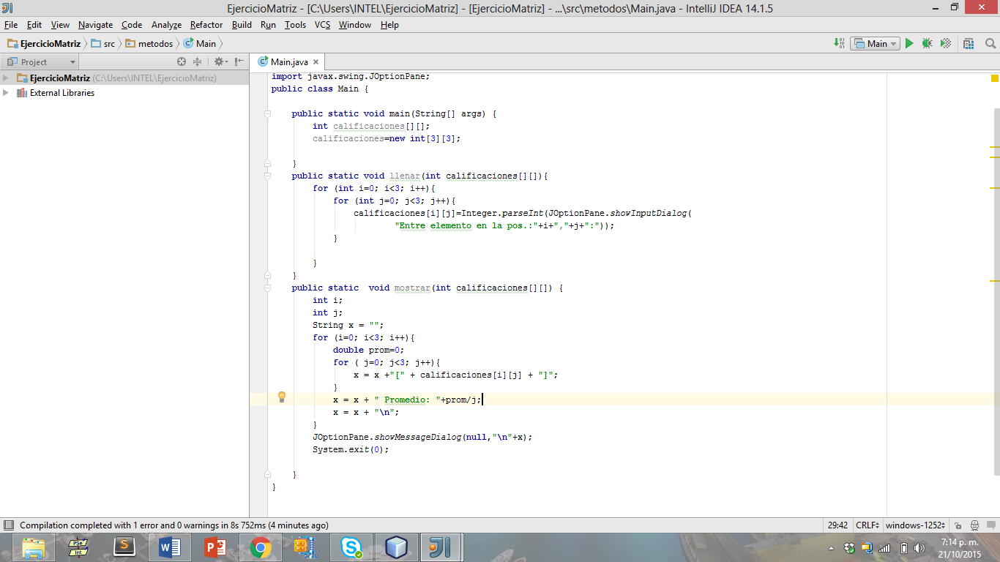 EjercicioMatriz - [C:\Users\INTEL\EjercicioMatriz] - [EjercicioMatriz] - ...\src\metodos\Main.java - IntelliJ IDEA 14.1.5
File Edit View Navigate Code Analyze Refactor Build Run Tools VCS Window Help
EjercicioMatriz src metodos Main Main
Project Main.java
EjercicioMatriz (C:\Users\INTEL\EjercicioMatriz)
External Libraries
import javax.swing.JOptionPane;
public class Main {
public static void main(String[] args) {
int calificaciones[][];
calificaciones=new int[3][3];
}
public static void llenar(int calificaciones[][]){
for (int i=0; i<3; i++){
for (int j=0; j<3; j++){
calificaciones[i][j]=Integer.parseInt(JOptionPane.showInputDialog(
"Entre elemento en la pos.:"+i+","+j+":"));
}
}
}
public static  void mostrar(int calificaciones[][]) {
int i;
int j;
String x = "";
for (i=0; i<3; i++){
double prom=0;
for ( j=0; j<3; j++){
x = x +"[" + calificaciones[i][j] + "]";
}
x = x + " Promedio: "+prom/j;
x = x + "\n";
}
JOptionPane.showMessageDialog(null,"\n"+x);
System.exit(0);
}
}
Compilation completed with 1 error and 0 warnings in 8s 752ms (4 minutes ago) 29:42 CRLF windows-1252
PSe
Int
7:14 p. m.
21/10/2015